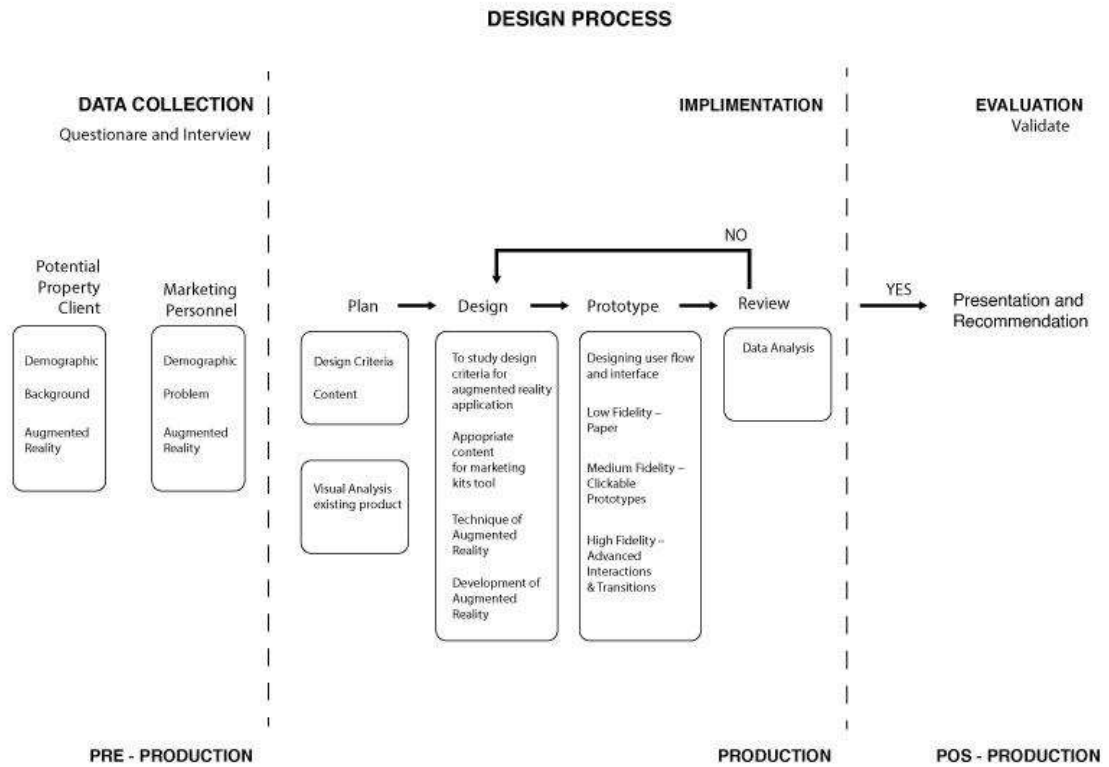 DESIGN PROCESS
DATA COLLECTION
Questionare and Interview
IMPLIMENTATION
EVALUATION
Validate
Potential
Property
Client
Demographic
Background
Augmented
Reality
Marketing
Personnel
Demographic
Problem
Augmented
Reality
NO
Plan
Design Criteria
Content
Visual Analysis
existing product
Design
To study design
criteria for
augmented reality
application
Appopriate
content
for marketing
kits tool
Technique of
Augmented
Reality
Development of
Augmented
Reality
Prototype
Designing user flow
and interface
Low Fidelity –
Paper
Medium Fidelity –
Clickable
Prototypes
High Fidelity –
Advanced
Interactions
& Transitions
Review
Data Analysis
YES
Presentation and
Recommendation
PRE - PRODUCTION
PRODUCTION
POS - PRODUCTION